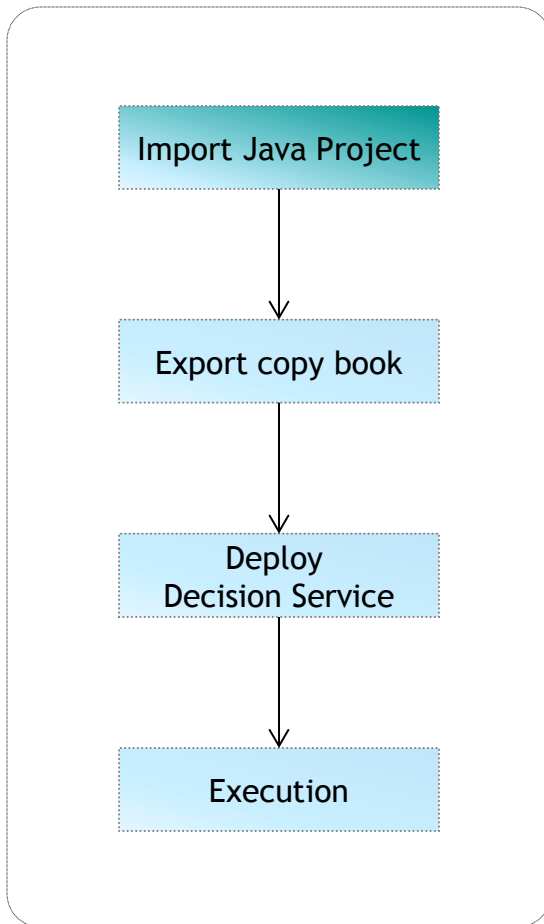 Import Java Project
Export copy book
Deploy
Decision Service
Execution